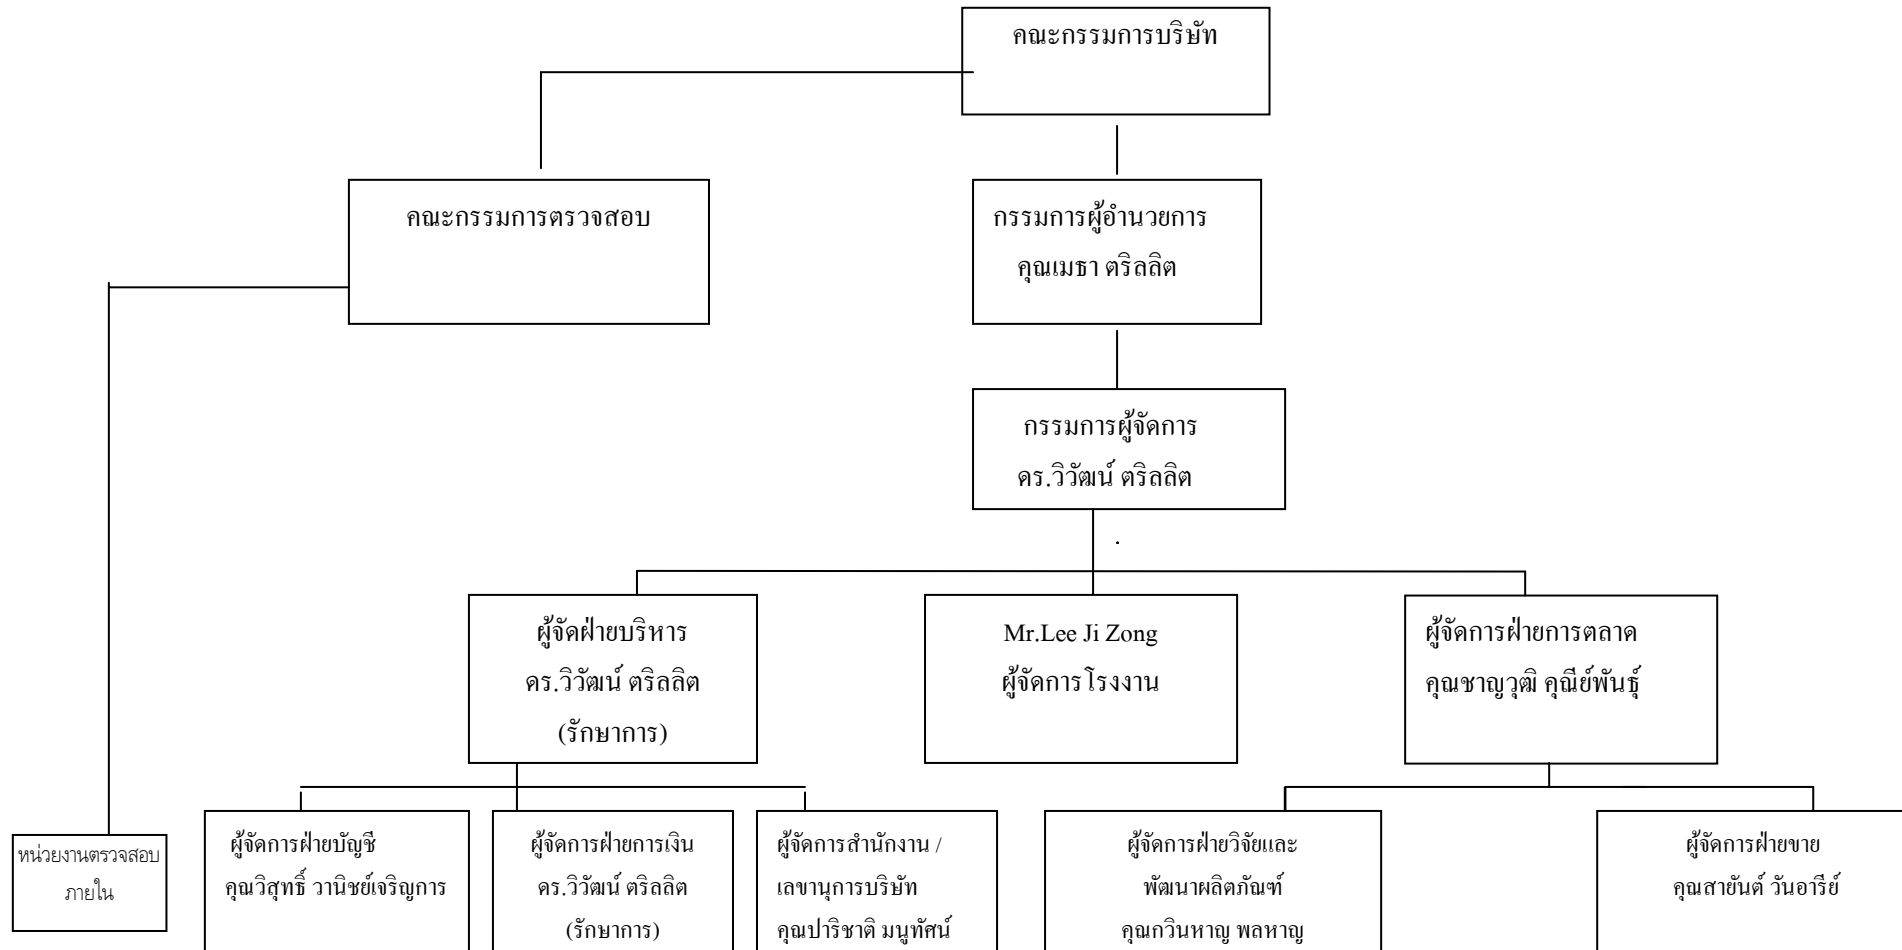 คณะกรรมการบริษัท
คณะกรรมการตรวจสอบ
กรรมการผู้อำนวยการ
คุณเมธา ตริลลิต
กรรมการผู้จัดการ
ดร.วิวัฒน์ ตริลลิต
.
ผู้จัดฝ่ายบริหาร
ดร.วิวัฒน์ ตริลลิต
(รักษาการ)
Mr.Lee Ji Zong
ผู้จัดการโรงงาน
ผู้จัดการฝ่ายการตลาด
คุณชาญวุฒิ คุณีย์พันธุ์
หน่วยงานตรวจสอบ
ภายใน
ผู้จัดการฝ่ายบัญชี
คุณวิสุทธิ์ วานิชย์เจริญการ
ผู้จัดการฝ่ายการเงิน
ดร.วิวัฒน์ ตริลลิต
(รักษาการ)
ผู้จัดการสำนักงาน /
เลขานุการบริษัท
คุณปาริชาติ มนูทัศน์
ผู้จัดการฝ่ายวิจัยและ
พัฒนาผลิตภัณฑ์
คุณกวินหาญ พลหาญ
ผู้จัดการฝ่ายขาย
คุณสายันต์ วันอารีย์